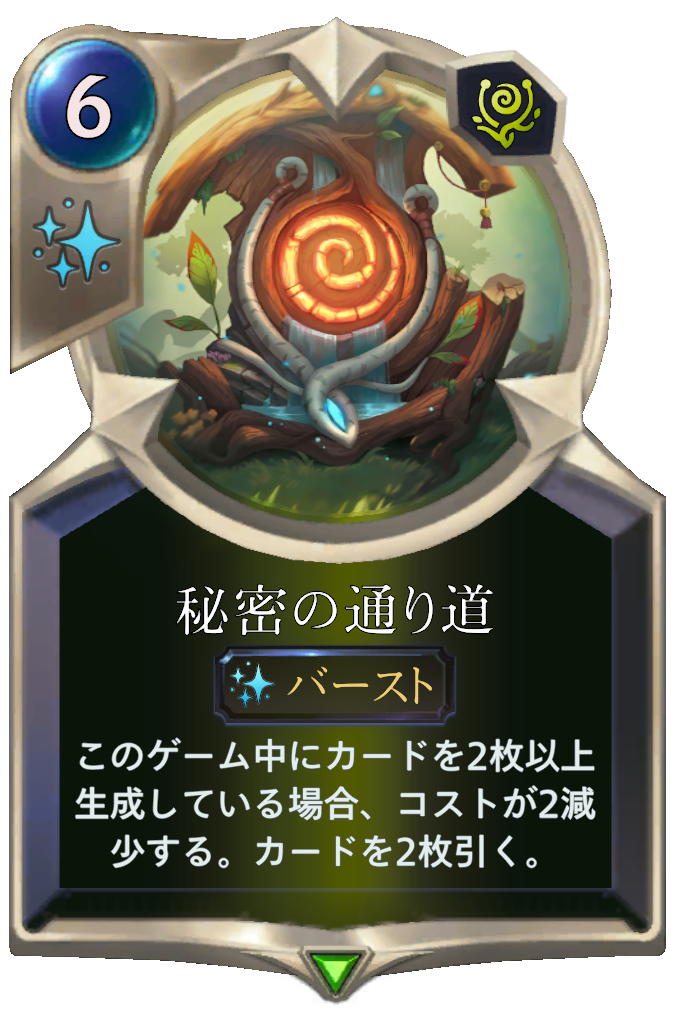 6
秘密の通り道
バースト
このゲーム中にカードを2枚以上
生成している場合、コストが2減
少する。カードを2枚引く。